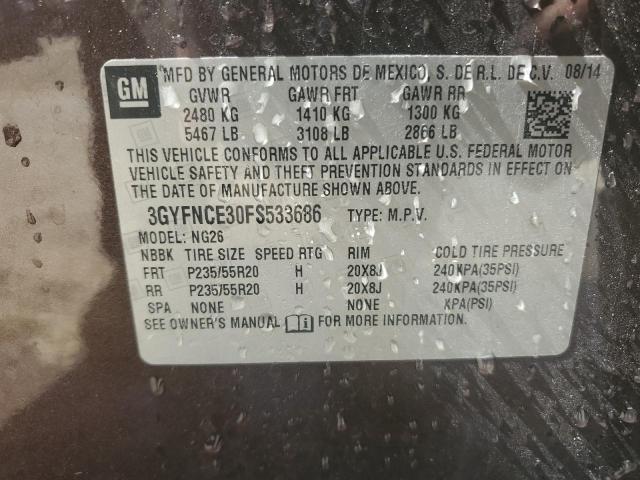 GM
MFD BY GENERAL MOTORS DE MEXICO, S. DE R.L. DE C.V. 08/14
GVWR GAWR FRT GAWR RR
2480 KG 1410 KG 1300 KG
5467 LB 3108 LB 2866 LB
THIS VEHICLE CONFORMS TO ALL APPLICABLE U.S. FEDERAL MOTOR
VEHICLE SAFETY AND THEFT PREVENTION STANDARDS IN EFFECT ON
THE DATE OF MANUFACTURE SHOWN ABOVE.
3GYFNCE30FS533686 TYPE: M.P.V.
MODEL: NG26
NBBK TIRE SIZE SPEED RTG RIM COLD TIRE PRESSURE
FRT P235/55R20 H 20X8J 240KPA(35PSI)
RR P235/55R20 H 20X8J 240KPA(35PSI)
SPA NONE NONE KPA(PSI)
SEE OWNER'S MANUAL FOR MORE INFORMATION.